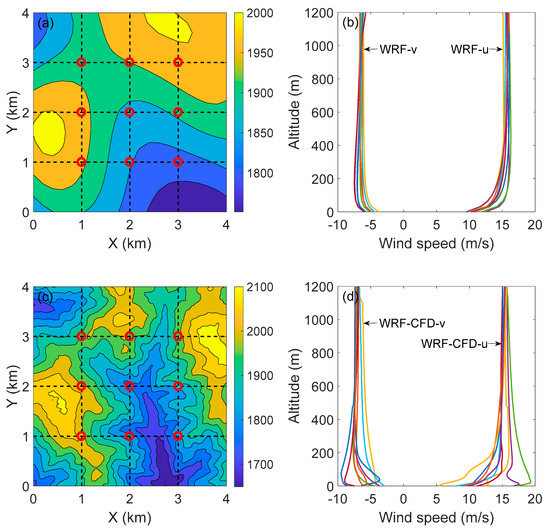 (a)
4
3
2
1
0
Y (km)
0 1 2 3 4
X (km)
2000
1950
1900
1850
1800
(b)
1200
1000
800
600
400
200
0
Altitude (m)
WRF-v
WRF-u
-10 -5 0 5 10 15 20
Wind speed (m/s)
(c)
4
3
2
1
0
Y (km)
0 1 2 3 4
X (km)
2100
2000
1900
1800
1700
(d)
1200
1000
800
600
400
200
0
Altitude (m)
WRF-CFD-v
WRF-CFD-u
-10 -5 0 5 10 15 20
Wind speed (m/s)